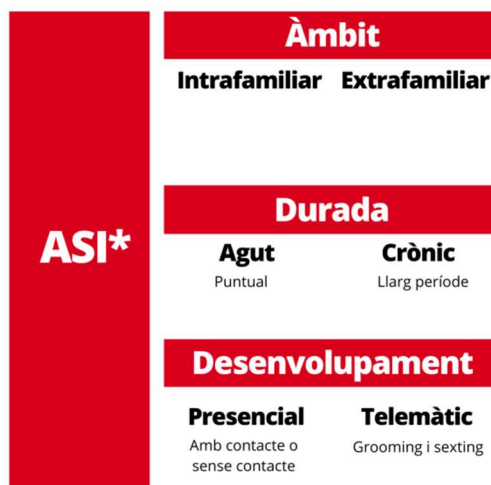 ASI*
Àmbit
Intrafamiliar Extrafamiliar
Durada
Agut Crònic
Puntual Llarg període
Desenvolupament
Presencial Telemàtic
Amb contacte o Grooming i sexting
sense contacte